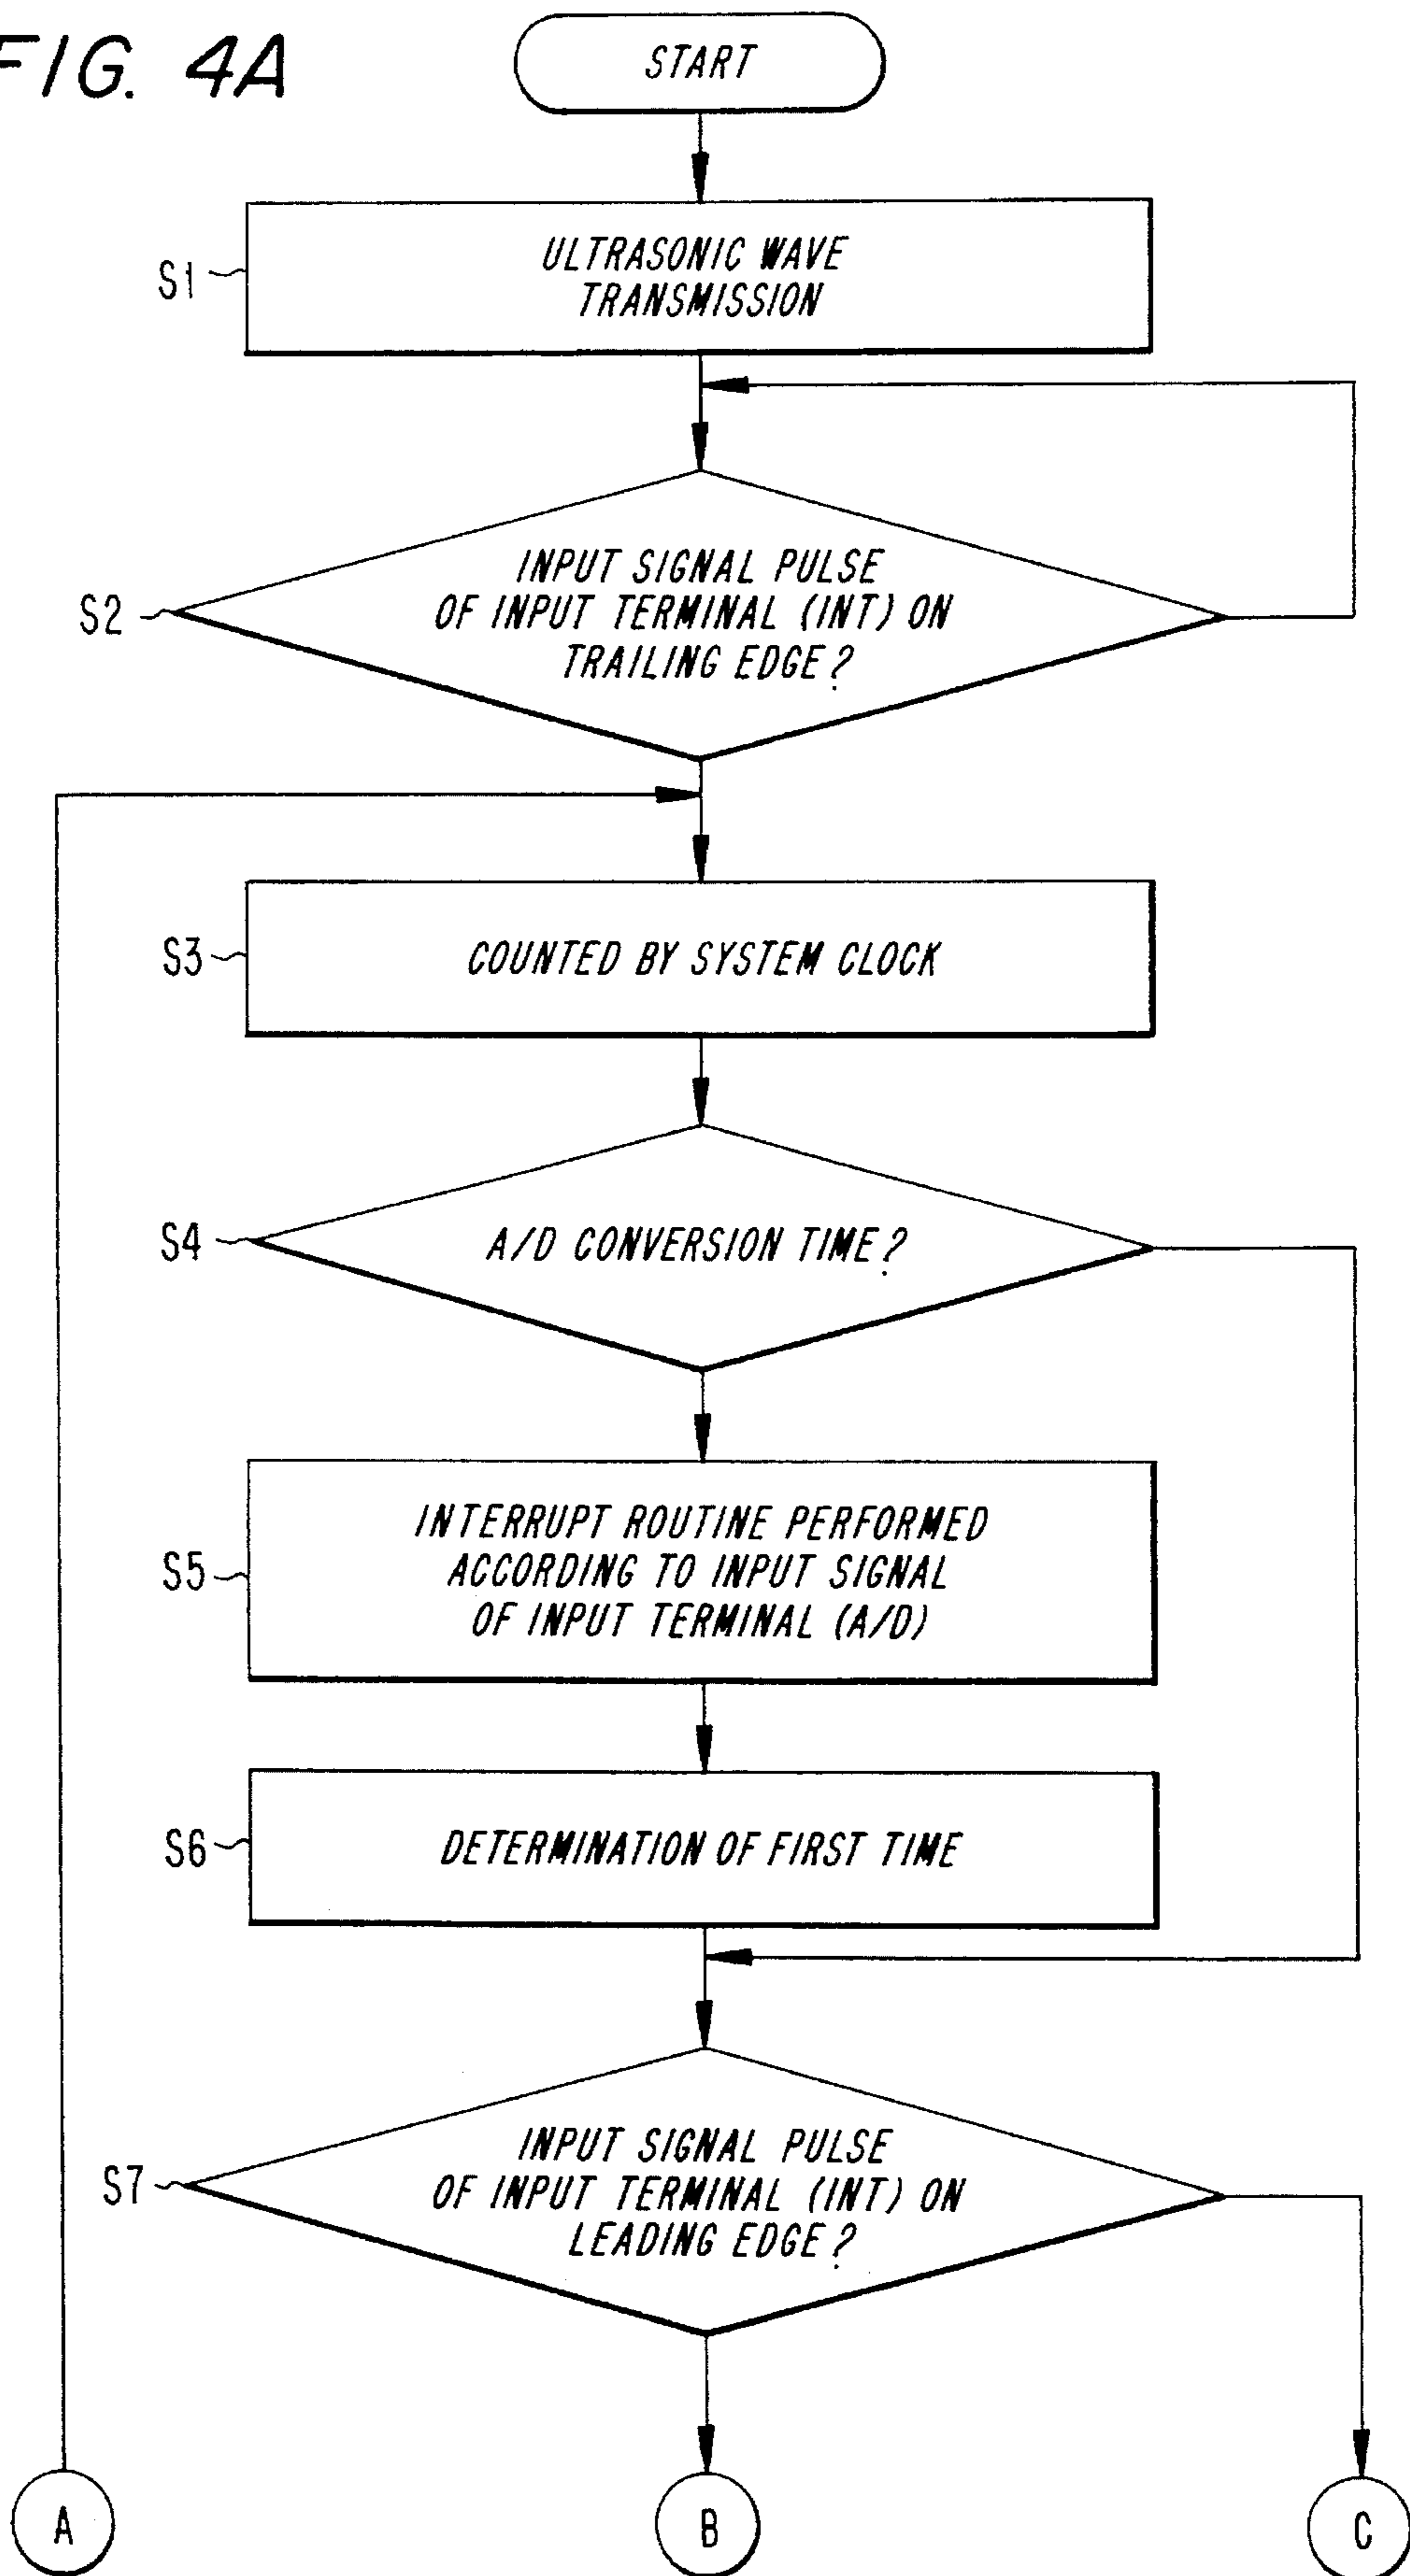 FIG. 4A
START
S1
ULTRASONIC WAVE
TRANSMISSION
S2
INPUT SIGNAL PULSE
OF INPUT TERMINAL (INT) ON
TRAILING EDGE?
S3
COUNTED BY SYSTEM CLOCK
S4
A/D CONVERSION TIME?
S5
INTERRUPT ROUTINE PERFORMED
ACCORDING TO INPUT SIGNAL
OF INPUT TERMINAL (A/D)
S6
DETERMINATION OF FIRST TIME
S7
INPUT SIGNAL PULSE
OF INPUT TERMINAL (INT) ON
LEADING EDGE?
A
B
C